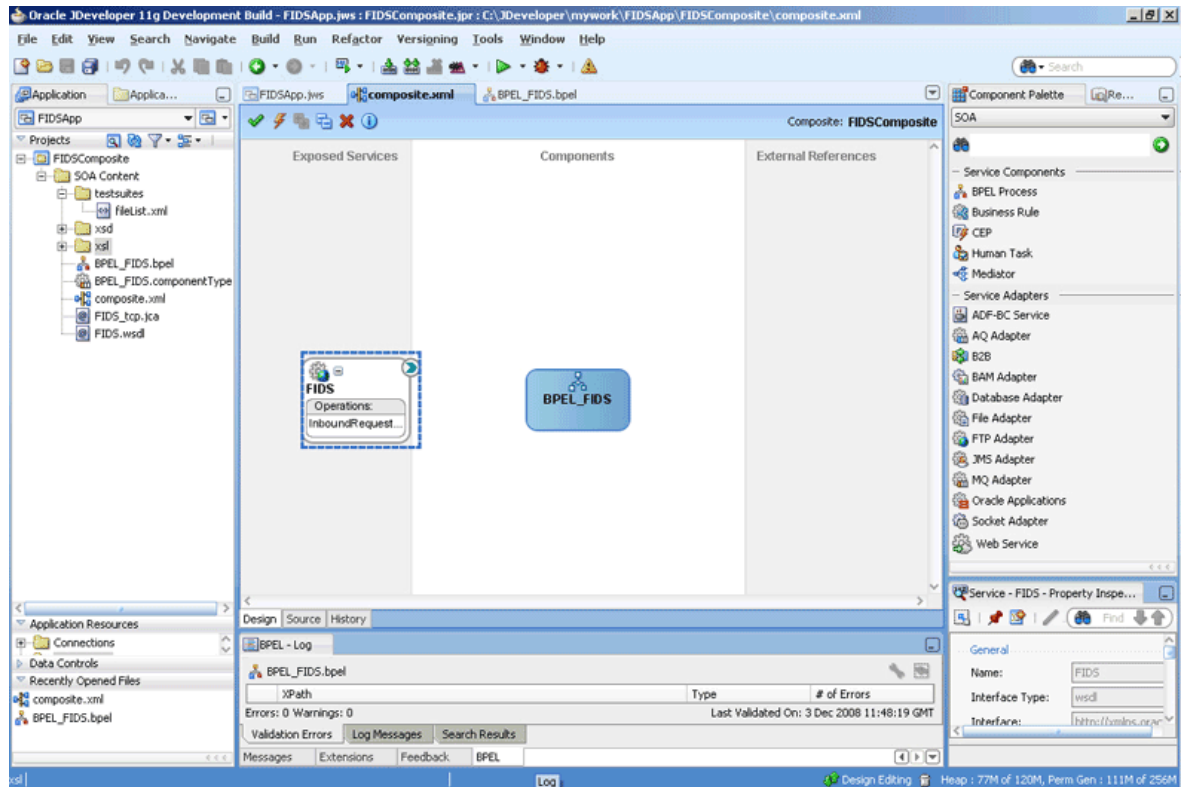 Oracle JDeveloper 11g Development Build - FIDSApp.jws : FIDSComposite.jpr : C:\JDeveloper\mywork\FIDSApp\FIDSComposite\composite.xml
File Edit View Search Navigate Build Run Refactor Versioning Tools Window Help
Search
Application Applica...
FIDSApp
Projects
FIDSComposite
SOA Content
testsuites
fileList.xml
xsd
xsl
BPEL_FIDS.bpel
BPEL_FIDS.componentType
composite.xml
FIDS_tcp.jca
FIDS.wsdl
Application Resources
Connections
Data Controls
Recently Opened Files
composite.xml
BPEL_FIDS.bpel
FIDSApp.jws composite.xml BPEL_FIDS.bpel
Composite: FIDSComposite
Exposed Services Components External References
FIDS
Operations:
InboundRequest...
BPEL_FIDS
Design Source History
BPEL - Log
BPEL_FIDS.bpel
XPath Type # of Errors
Errors: 0 Warnings: 0 Last Validated On: 3 Dec 2008 11:48:19 GMT
Validation Errors Log Messages Search Results
Messages Extensions Feedback BPEL
Component Palette Re...
SOA
Service Components
BPEL Process
Business Rule
CEP
Human Task
Mediator
Service Adapters
ADF-BC Service
AQ Adapter
B2B
BAM Adapter
Database Adapter
File Adapter
FTP Adapter
JMS Adapter
MQ Adapter
Oracle Applications
Socket Adapter
Web Service
Service - FIDS - Property Inspe...
Find
General
Name: FIDS
Interface Type: wsdl
Interface: http://xmlns.orac
xsl Log Design Editing Heap : 77M of 120M, Perm Gen : 111M of 256M